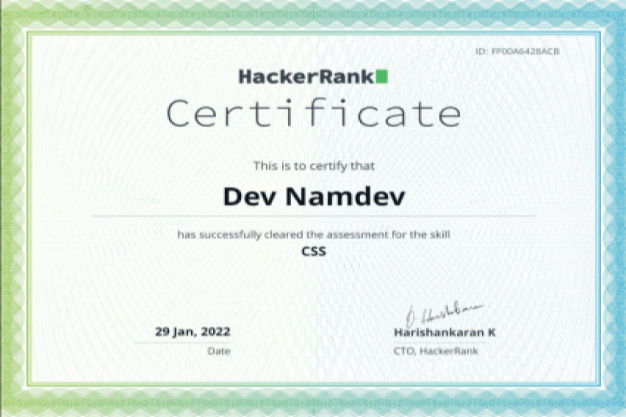 ID: FF00A6428ACB
HackerRank
Certificate
This is to certify that
Dev Namdev
has successfully cleared the assessment for the skill
CSS
29 Jan, 2022
Harishankaran K
Date
CTO, HackerRank